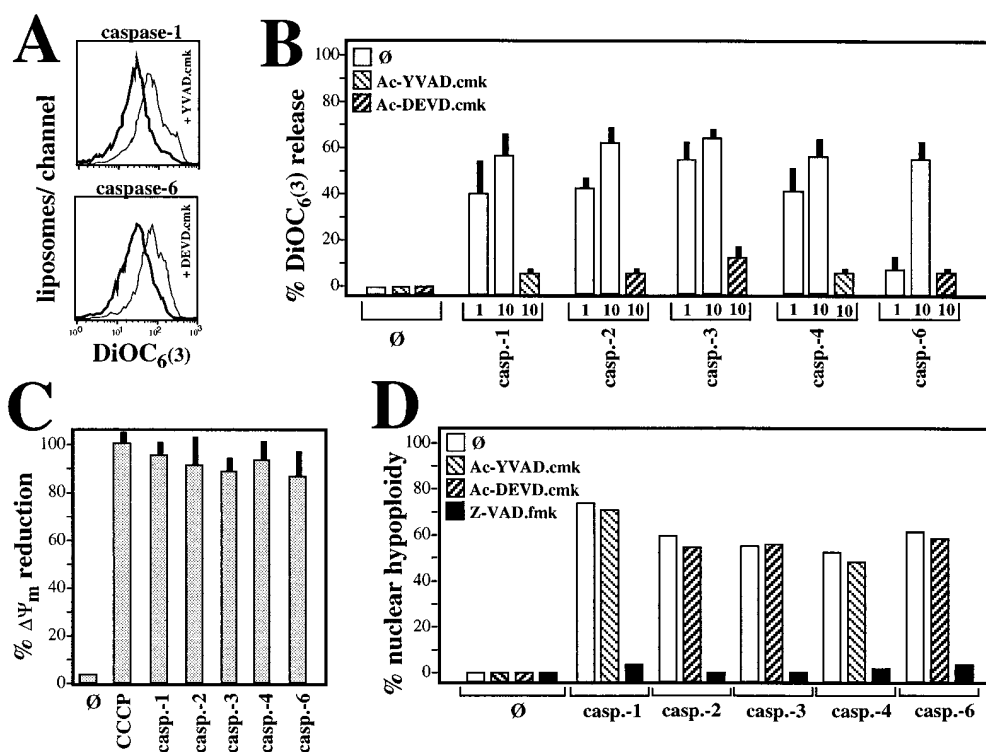 A
caspase-1
+ YVAD.cmk
caspase-6
+DEVD.cmk
liposomes/ channel
10⁰ 10¹ 10² 10³
DiOC₆(3)
B
Ø
Ac-YVAD.cmk
Ac-DEVD.cmk
% DiOC₆(3) release
100
80
60
40
20
0
1 10 10 1 10 10 1 10 10 1 10 10 1 10 10
Ø casp.-1 casp.-2 casp.-3 casp.-4 casp.-6
C
% ΔΨm reduction
100
80
60
40
20
0
Ø CCCP casp.-1 casp.-2 casp.-3 casp.-4 casp.-6
D
Ø
Ac-YVAD.cmk
Ac-DEVD.cmk
Z-VAD.fmk
% nuclear hypoploidy
100
80
60
40
20
0
Ø casp.-1 casp.-2 casp.-3 casp.-4 casp.-6